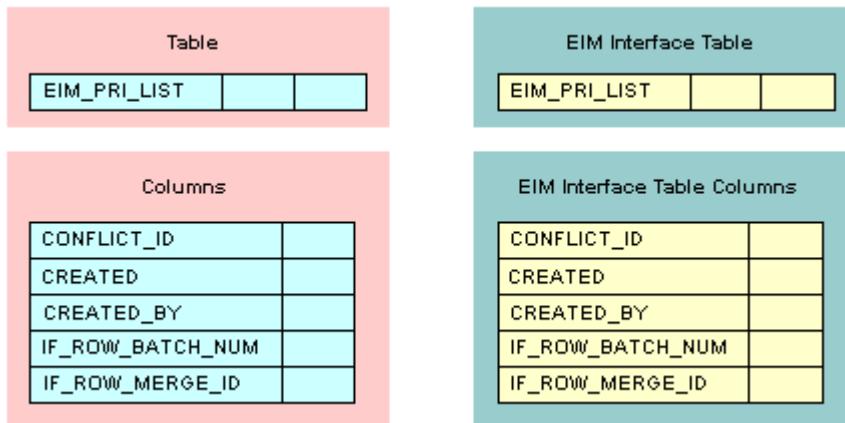 Table
EIM_PRI_LIST
EIM Interface Table
EIM_PRI_LIST
Columns
CONFLICT_ID
CREATED
CREATED_BY
IF_ROW_BATCH_NUM
IF_ROW_MERGE_ID
EIM Interface Table Columns
CONFLICT_ID
CREATED
CREATED_BY
IF_ROW_BATCH_NUM
IF_ROW_MERGE_ID